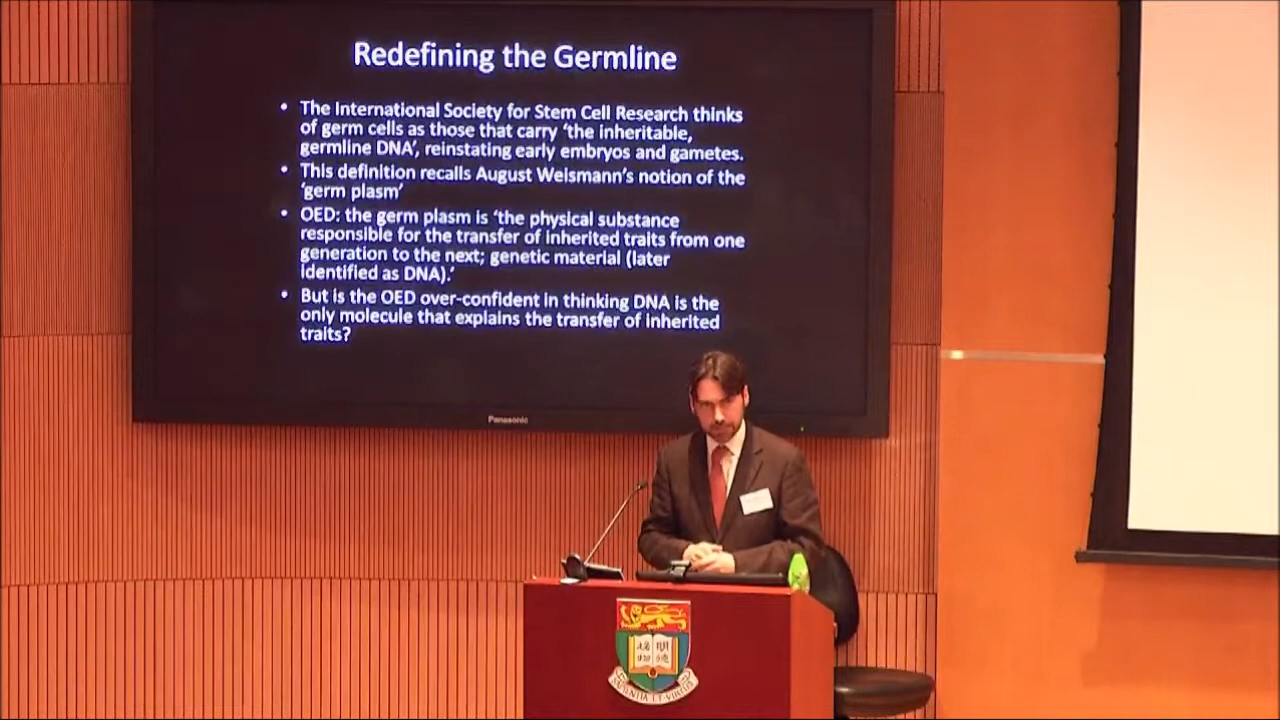 Redefining the Germline
• The International Society for Stem Cell Research thinks
of germ cells as those that carry ‘the inheritable,
germline DNA’, reinstating early embryos and gametes.
• This definition recalls August Weismann’s notion of the
‘germ plasm’
• OED: the germ plasm is ‘the physical substance
responsible for the transfer of inherited traits from one
generation to the next; genetic material (later
identified as DNA).’
• But is the OED over-confident in thinking DNA is the
only molecule that explains the transfer of inherited
traits?
Panasonic
SAPIENTIA ET VIRTUS